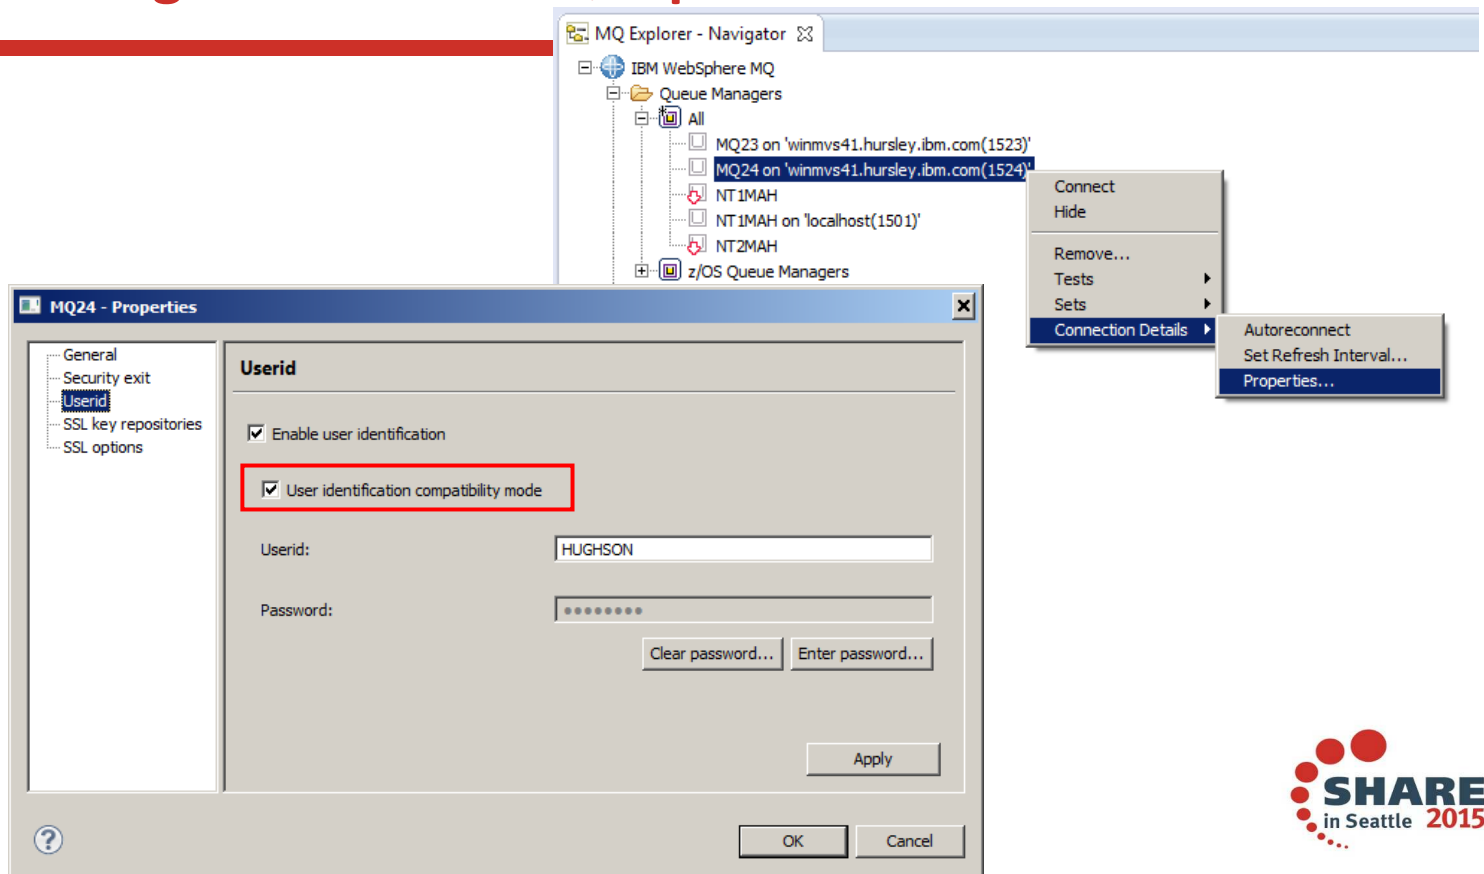 MQ Explorer - Navigator
IBM WebSphere MQ
Queue Managers
All
MQ23 on 'winmvs41.hursley.ibm.com(1523)'
MQ24 on 'winmvs41.hursley.ibm.com(1524)'
NT1MAH
NT1MAH on 'localhost(1501)'
NT2MAH
z/OS Queue Managers
Connect
Hide
Remove...
Tests
Sets
Connection Details
Autoreconnect
Set Refresh Interval...
Properties...
MQ24 - Properties
General
Security exit
Userid
SSL key repositories
SSL options
Userid
Enable user identification
User identification compatibility mode
Userid:
HUGHSON
Password:
Clear password...
Enter password...
Apply
OK
Cancel
SHARE
in Seattle 2015